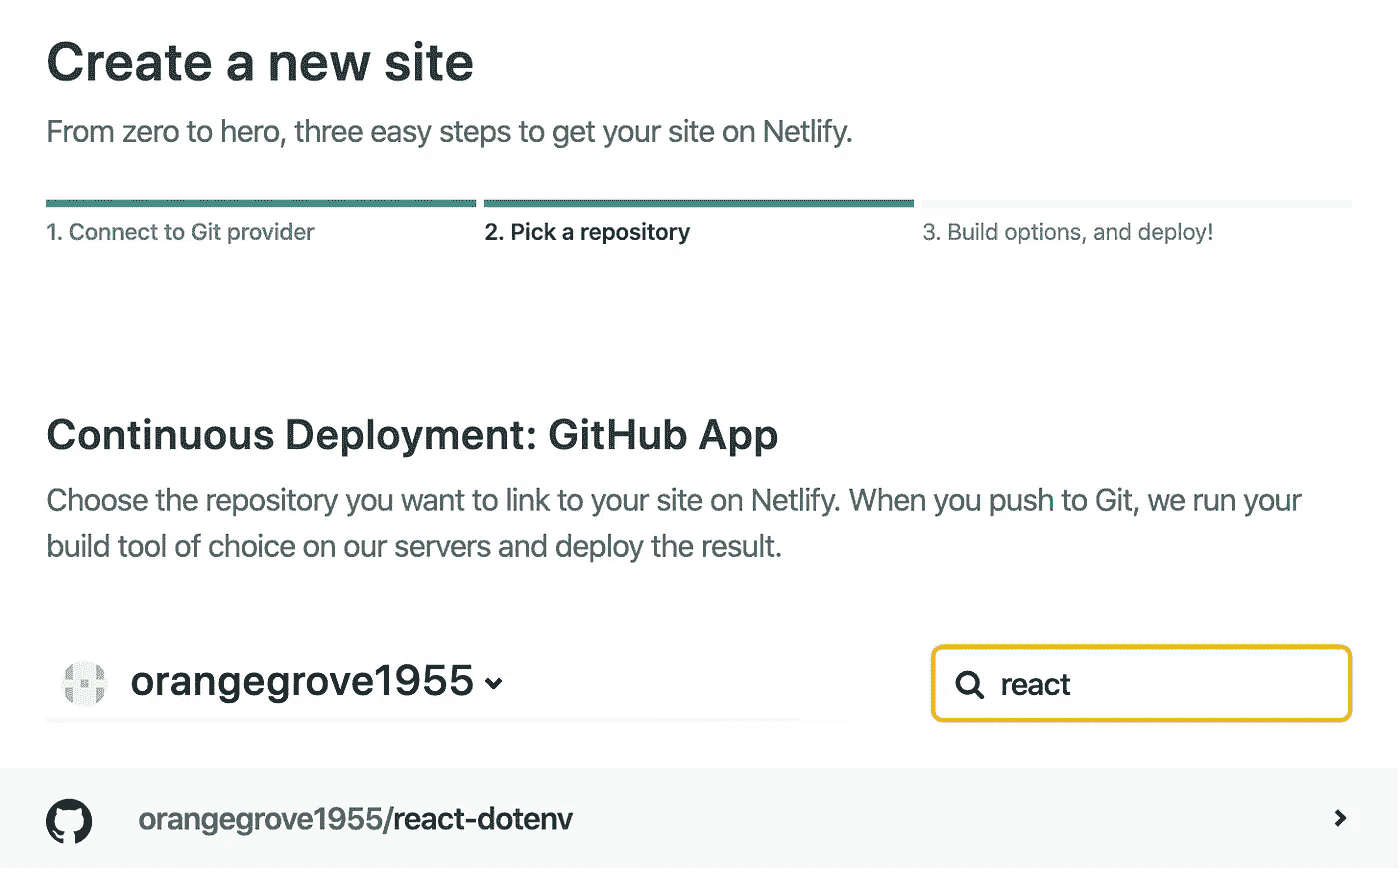 Create a new site
From zero to hero, three easy steps to get your site on Netlify.
1. Connect to Git provider
2. Pick a repository
3. Build options, and deploy!
Continuous Deployment: GitHub App
Choose the repository you want to link to your site on Netlify. When you push to Git, we run your
build tool of choice on our servers and deploy the result.
orangegrove1955
react
orangegrove1955/react-dotenv